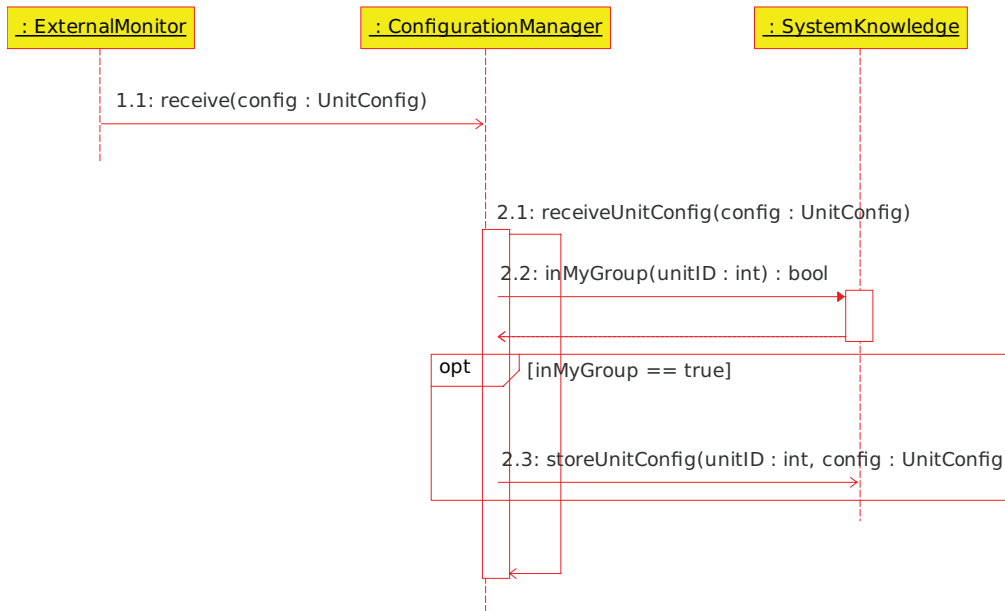 : ExternalMonitor
: ConfigurationManager
: SystemKnowledge
1.1: receive(config : UnitConfig)
2.1: receiveUnitConfig(config : UnitConfig)
2.2: inMyGroup(unitID : int) : bool
opt
[inMyGroup == true]
2.3: storeUnitConfig(unitID : int, config : UnitConfig